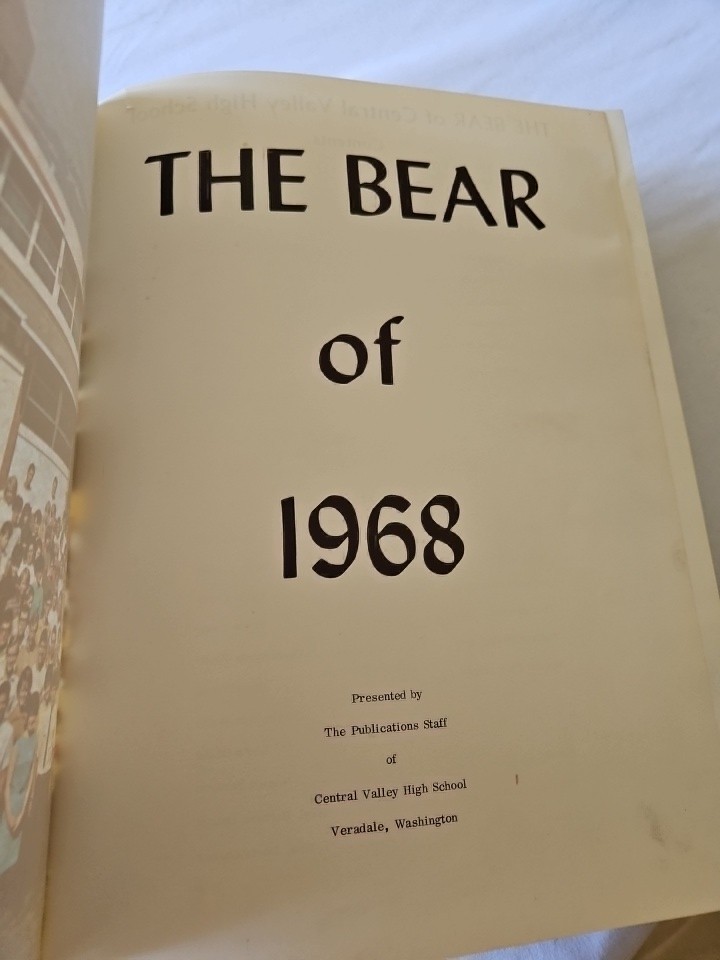 THE BEAR
of
1968
Presented by
The Publications Staff
of
Central Valley High School
Veradale, Washington